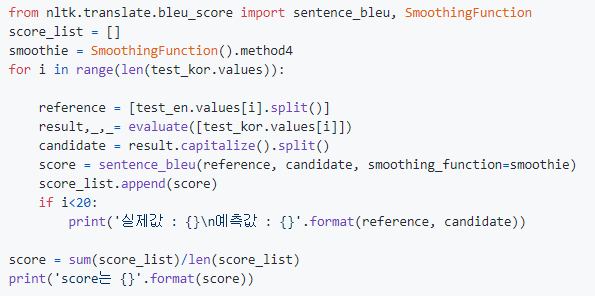 from nltk.translate.bleu_score import sentence_bleu, SmoothingFunction
score_list = []
smoothie = SmoothingFunction().method4
for i in range(len(test_kor.values)):

    reference = [test_en.values[i].split()]
    result,_,_= evaluate([test_kor.values[i]])
    candidate = result.capitalize().split()
    score = sentence_bleu(reference, candidate, smoothing_function=smoothie)
    score_list.append(score)
    if i<20:
        print('실제값 : {}\n예측값 : {}'.format(reference, candidate))

score = sum(score_list)/len(score_list)
print('score는 {}'.format(score))